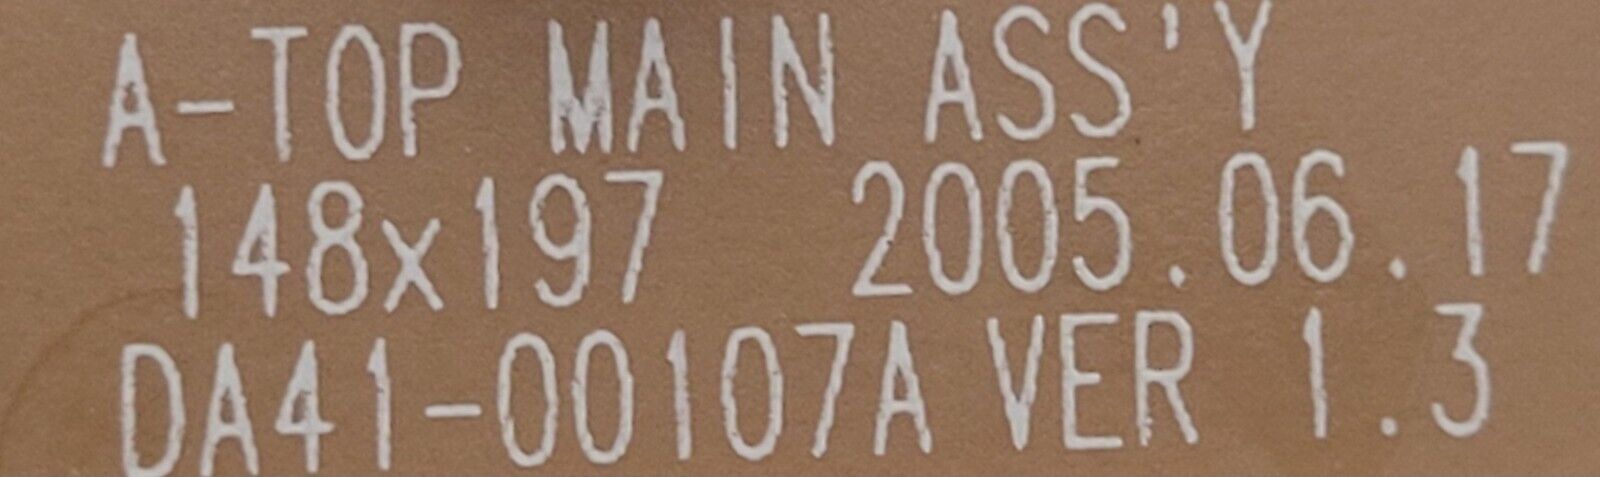 A-TOP MAIN ASS'Y
148x197 2005.06.17
DA41-00107A VER 1.3